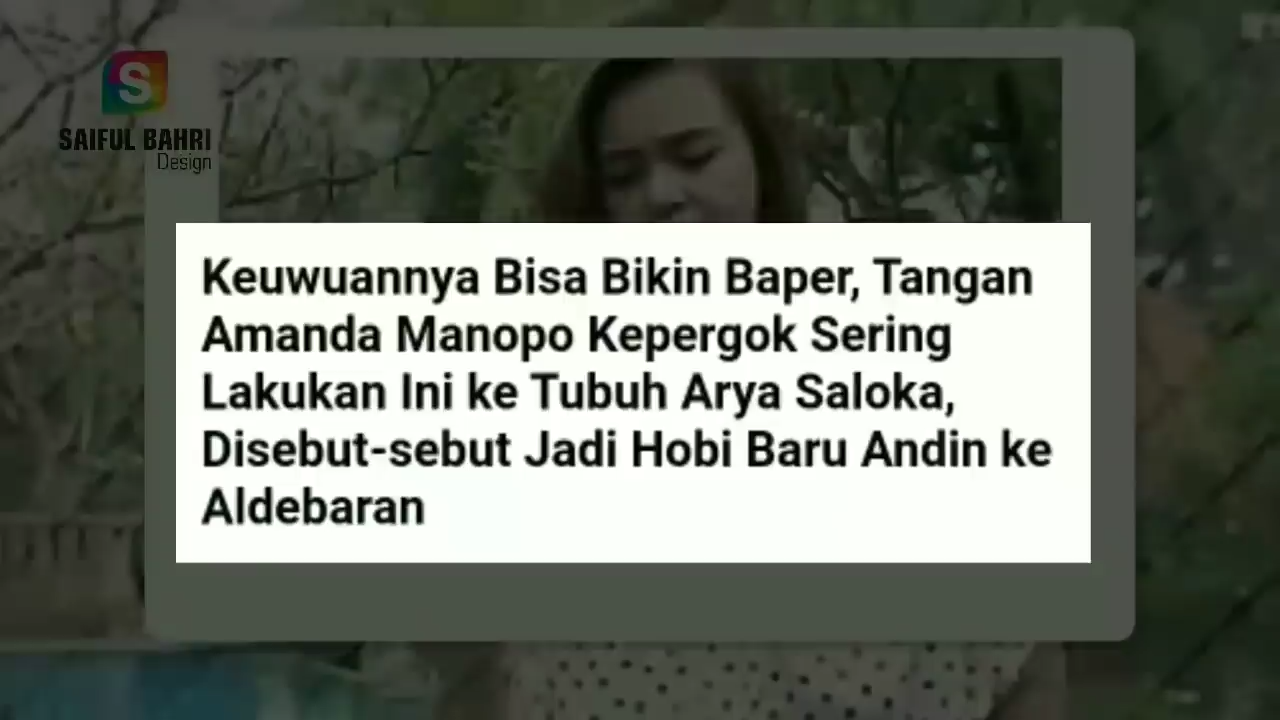 S
SAIFUL BAHRI
Design
Keuwuannya Bisa Bikin Baper, Tangan
Amanda Manopo Kepergok Sering
Lakukan Ini ke Tubuh Arya Saloka,
Disebut-sebut Jadi Hobi Baru Andin ke
Aldebaran